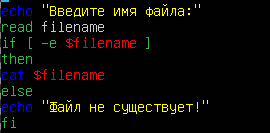 echo "Введите имя файла:"
read filename
if [ -e $filename ]
then
cat $filename
else
echo "Файл не существует!"
fi